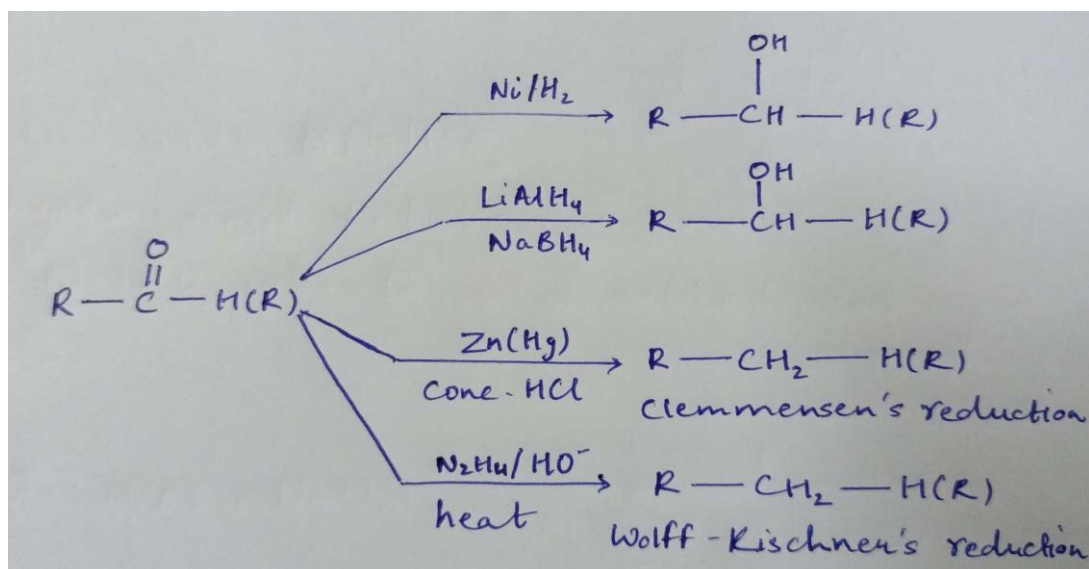 OH
Ni/H₂
R — CH — H(R)
OH
LiAlH₄
R — CH — H(R)
NaBH₄
O
R — C — H(R)
Zn(Hg)
R — CH₂ — H(R)
Conc. HCl
Clemmensen's reduction
N₂H₄/HO⁻
R — CH₂ — H(R)
heat
Wolff-Kischner's reduction